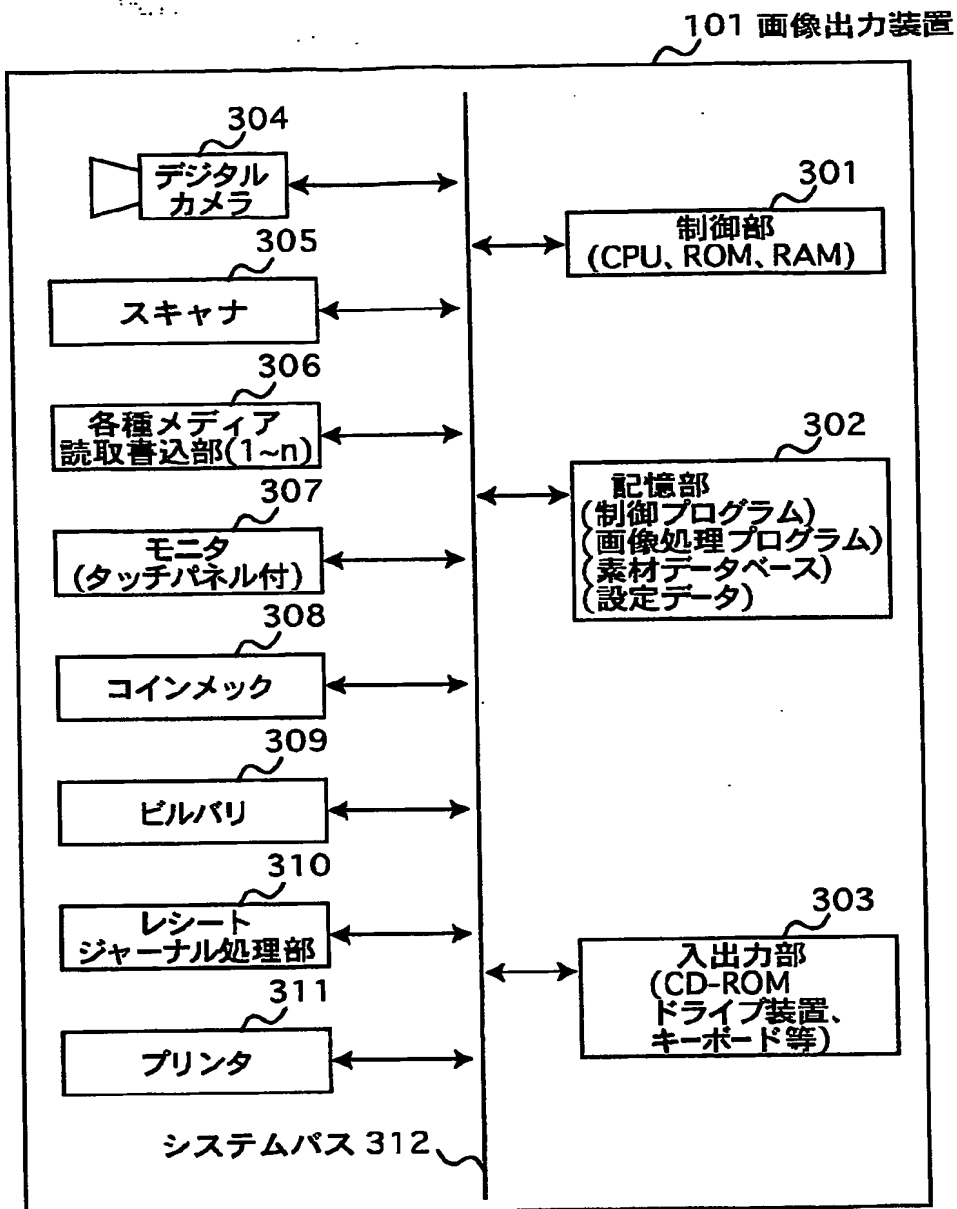 101 画像出力装置
304
デジタル
カメラ
305
スキャナ
306
各種メディア
読取書込部(1~n)
307
モニタ
(タッチパネル付)
308
コインメック
309
ビルバリ
310
レシート
ジャーナル処理部
311
プリンタ
システムバス 312
301
制御部
(CPU、ROM、RAM)
302
記憶部
(制御プログラム)
(画像処理プログラム)
(素材データベース)
(設定データ)
303
入出力部
(CD-ROM
ドライブ装置、
キーボード等)